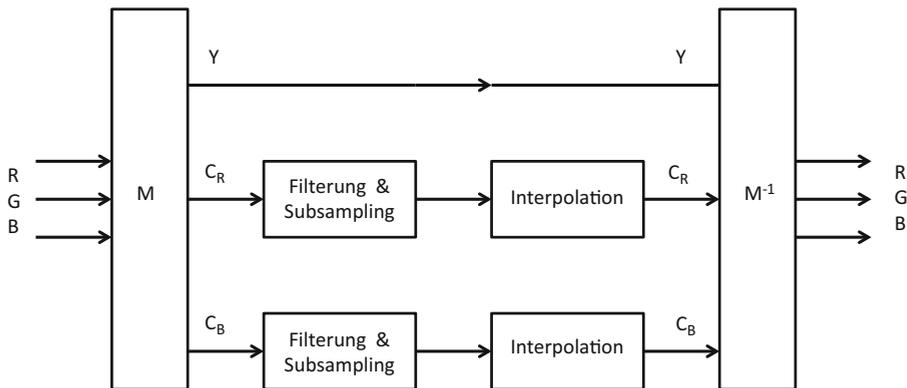 Y
Y
R
G
B
M
C_R
Filterung &
Subsampling
Interpolation
C_R
M⁻¹
R
G
B
C_B
Filterung &
Subsampling
Interpolation
C_B